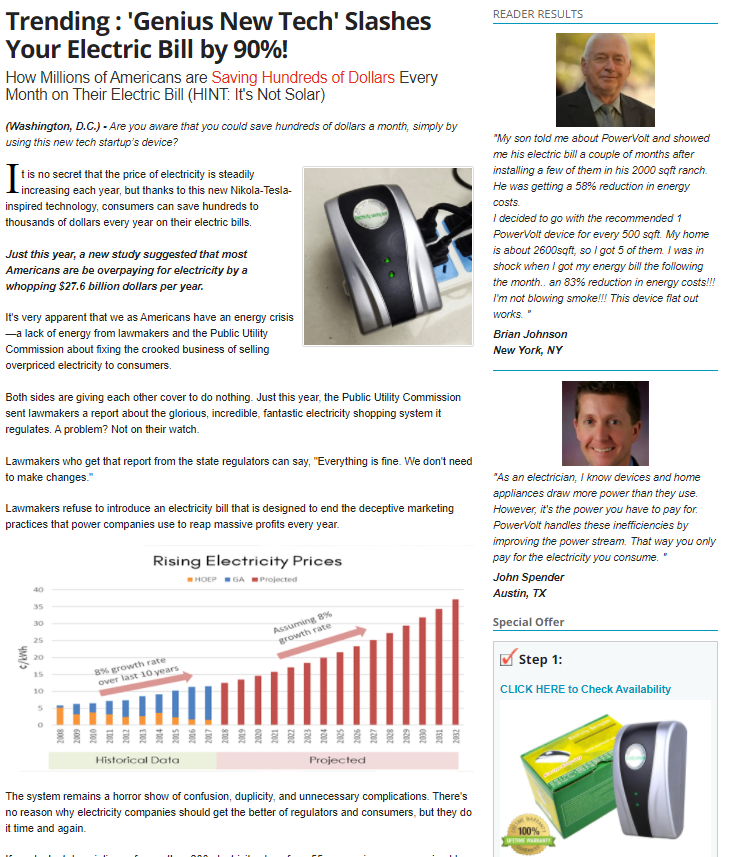 Trending : 'Genius New Tech' Slashes
Your Electric Bill by 90%!
How Millions of Americans are Saving Hundreds of Dollars Every
Month on Their Electric Bill (HINT: It's Not Solar)
(Washington, D.C.) - Are you aware that you could save hundreds of dollars a month, simply by
using this new tech startup's device?
It is no secret that the price of electricity is steadily
increasing each year, but thanks to this new Nikola-Tesla-
inspired technology, consumers can save hundreds to
thousands of dollars every year on their electric bills.
Just this year, a new study suggested that most
Americans are be overpaying for electricity by a
whopping $27.6 billion dollars per year.
It's very apparent that we as Americans have an energy crisis
—a lack of energy from lawmakers and the Public Utility
Commission about fixing the crooked business of selling
overpriced electricity to consumers.
Both sides are giving each other cover to do nothing. Just this year, the Public Utility Commission
sent lawmakers a report about the glorious, incredible, fantastic electricity shopping system it
regulates. A problem? Not on their watch.
Lawmakers who get that report from the state regulators can say, "Everything is fine. We don't need
to make changes."
Lawmakers refuse to introduce an electricity bill that is designed to end the deceptive marketing
practices that power companies use to reap massive profits every year.
Rising Electricity Prices
HOEP GA Projected
40
35
30
25
20
15
10
5
0
¢/kWh
8% growth rate
over last 10 years
Assuming 8%
growth rate
2008 2009 2010 2011 2012 2013 2014 2015 2016 2017 2018 2019 2020 2021 2022 2023 2024 2025 2026 2027 2028 2029 2030 2031 2032
Historical Data Projected
The system remains a horror show of confusion, duplicity, and unnecessary complications. There's
no reason why electricity companies should get the better of regulators and consumers, but they do
it time and again.
READER RESULTS
"My son told me about PowerVolt and showed
me his electric bill a couple of months after
installing a few of them in his 2000 sqft ranch.
He was getting a 58% reduction in energy
costs.
I decided to go with the recommended 1
PowerVolt device for every 500 sqft. My home
is about 2600sqft, so I got 5 of them. I was in
shock when I got my energy bill the following
the month.. an 83% reduction in energy costs!!!
I'm not blowing smoke!!! This device flat out
works. "
Brian Johnson
New York, NY
"As an electrician, I know devices and home
appliances draw more power than they use.
However, it's the power you have to pay for.
PowerVolt handles these inefficiencies by
improving the power stream. That way you only
pay for the electricity you consume. "
John Spender
Austin, TX
Special Offer
Step 1:
CLICK HERE to Check Availability
100%